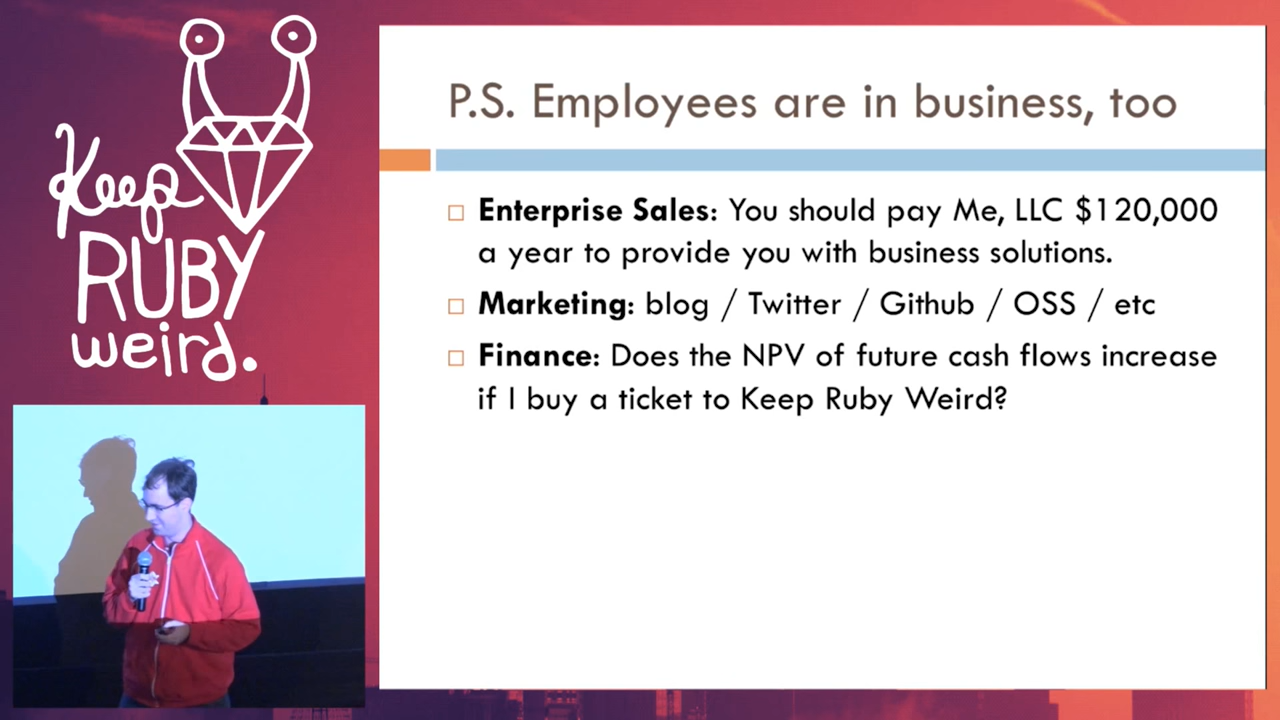 Keep
RUBY
weird.
P.S. Employees are in business, too
Enterprise Sales: You should pay Me, LLC $120,000
a year to provide you with business solutions.
Marketing: blog / Twitter / Github / OSS / etc
Finance: Does the NPV of future cash flows increase
if I buy a ticket to Keep Ruby Weird?